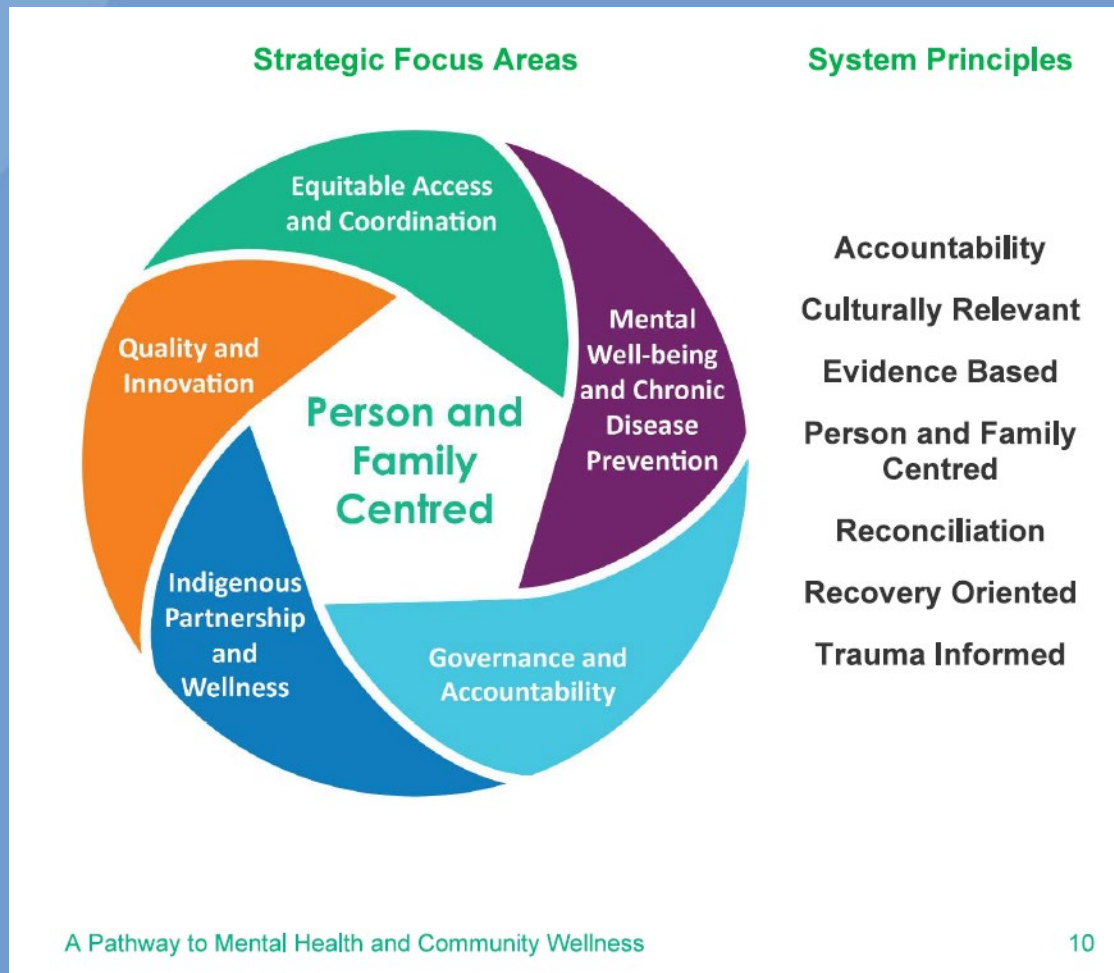 Strategic Focus Areas
System Principles
Equitable Access
and Coordination
Mental
Well-being
and Chronic
Disease
Prevention
Governance and
Accountability
Indigenous
Partnership
and
Wellness
Quality and
Innovation
Person and
Family
Centred
Accountability
Culturally Relevant
Evidence Based
Person and Family
Centred
Reconciliation
Recovery Oriented
Trauma Informed
A Pathway to Mental Health and Community Wellness
10